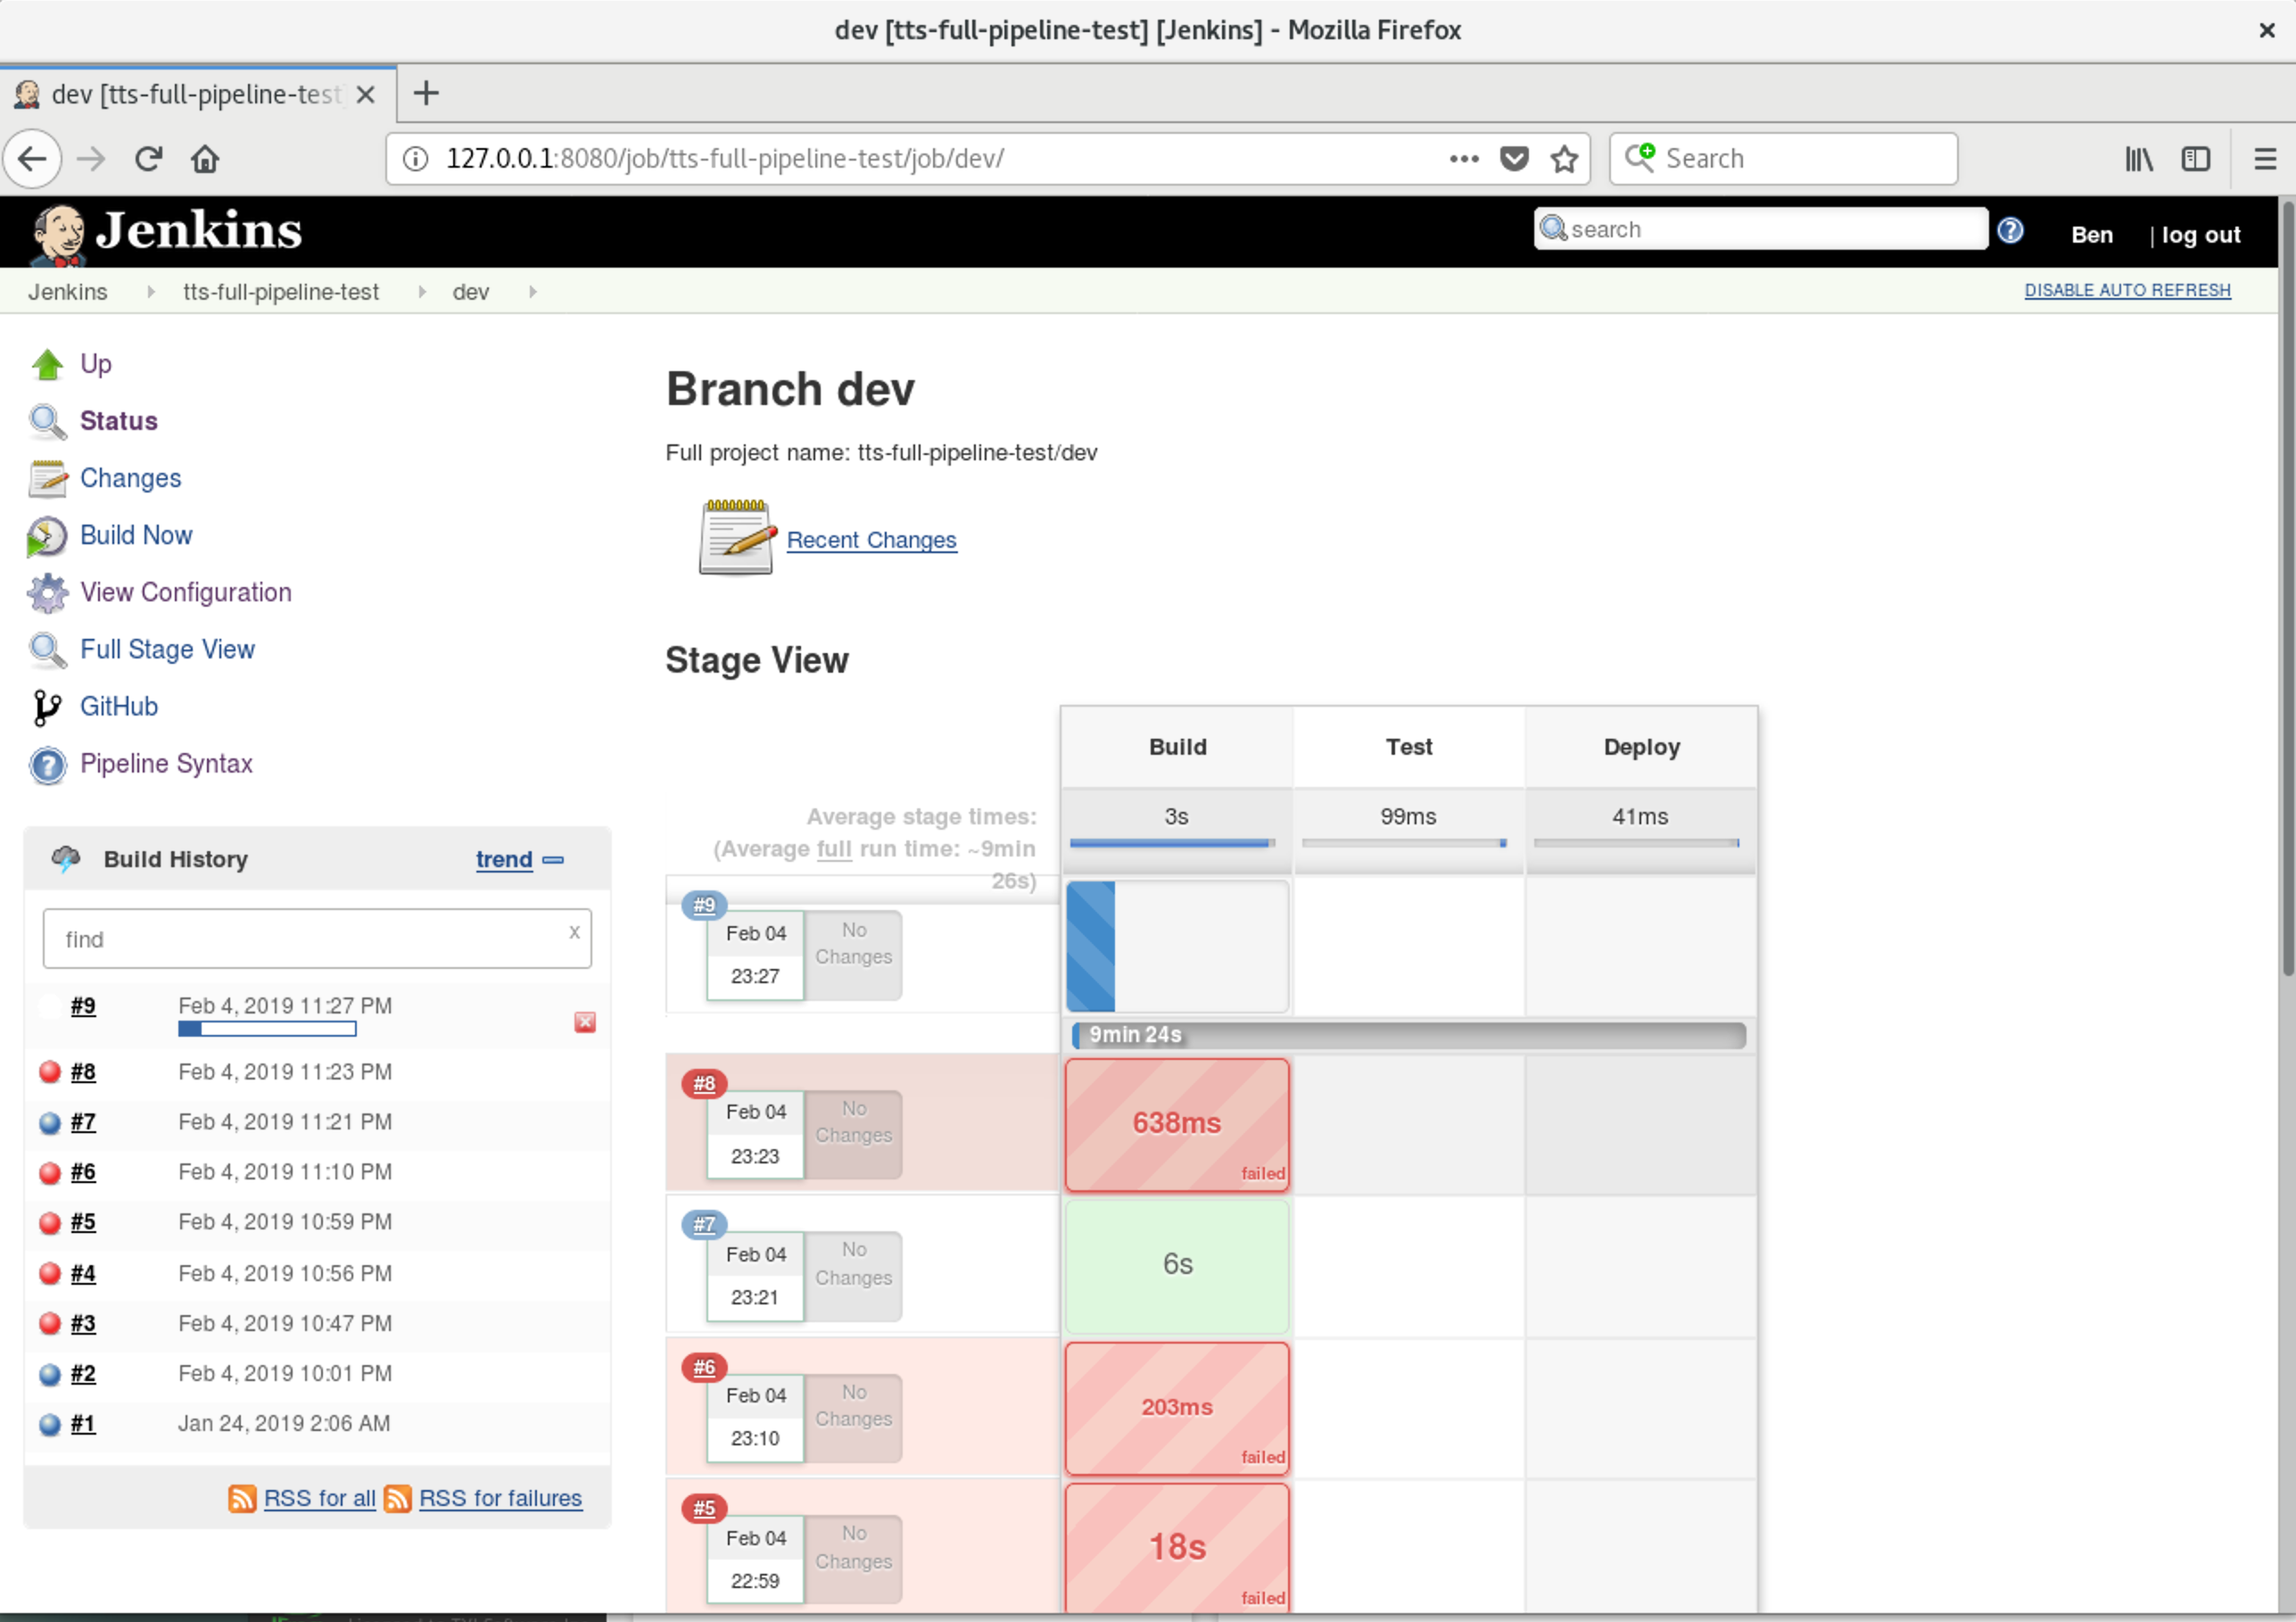 dev [tts-full-pipeline-test] [Jenkins] - Mozilla Firefox
dev [tts-full-pipeline-test
127.0.0.1:8080/job/tts-full-pipeline-test/job/dev/
Search
Jenkins
search
Ben
| log out
Jenkins
tts-full-pipeline-test
dev
DISABLE AUTO REFRESH
Up
Status
Changes
Build Now
View Configuration
Full Stage View
GitHub
Pipeline Syntax
Build History
trend
find
x
#9 Feb 4, 2019 11:27 PM
#8 Feb 4, 2019 11:23 PM
#7 Feb 4, 2019 11:21 PM
#6 Feb 4, 2019 11:10 PM
#5 Feb 4, 2019 10:59 PM
#4 Feb 4, 2019 10:56 PM
#3 Feb 4, 2019 10:47 PM
#2 Feb 4, 2019 10:01 PM
#1 Jan 24, 2019 2:06 AM
RSS for all RSS for failures
Branch dev
Full project name: tts-full-pipeline-test/dev
Recent Changes
Stage View
Build Test Deploy
Average stage times:
(Average full run time: ~9min
26s)
3s 99ms 41ms
#9
Feb 04
23:27
No
Changes
9min 24s
#8
Feb 04
23:23
No
Changes
638ms
failed
#7
Feb 04
23:21
No
Changes
6s
#6
Feb 04
23:10
No
Changes
203ms
failed
#5
Feb 04
22:59
No
Changes
18s
failed